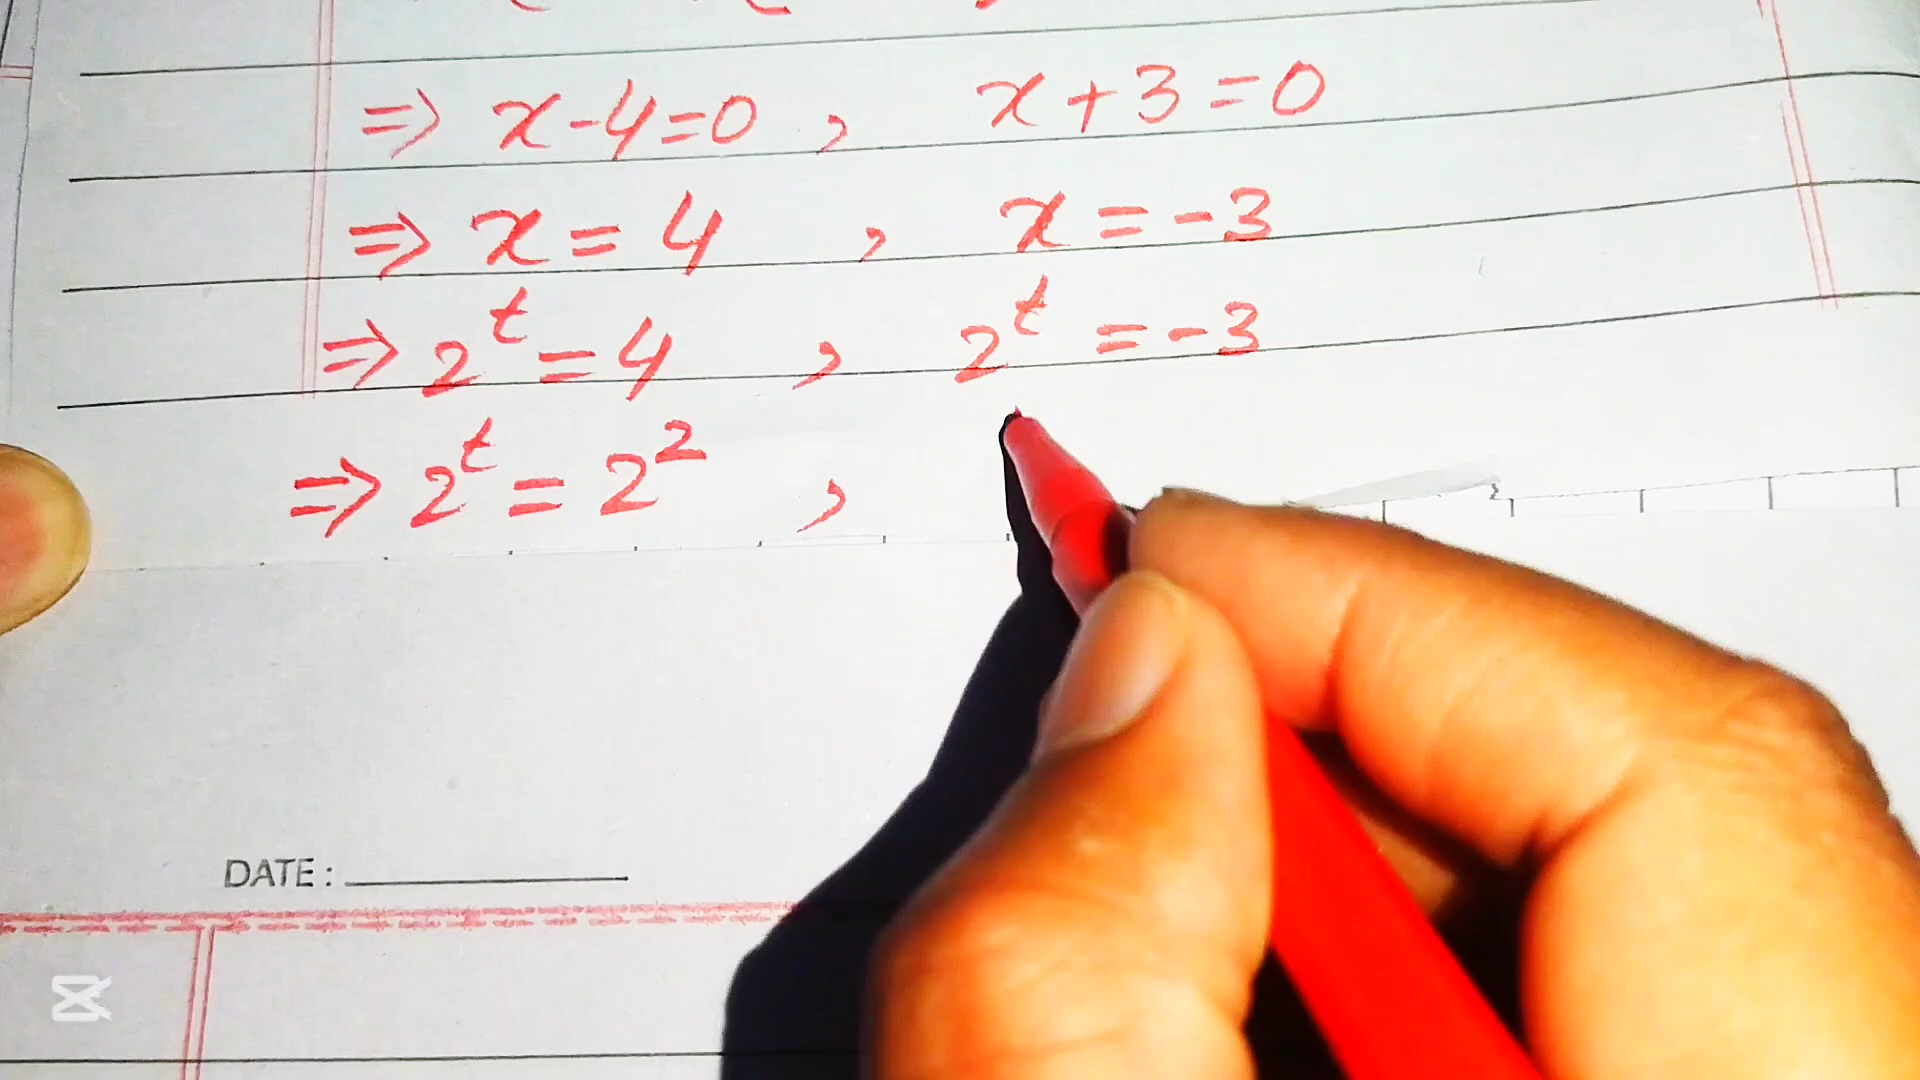 ⇒ x-4=0 , x+3=0
⇒ x = 4 , x = -3
⇒ 2^t = 4 , 2^t = -3
⇒ 2^t = 2^2 ,
DATE :